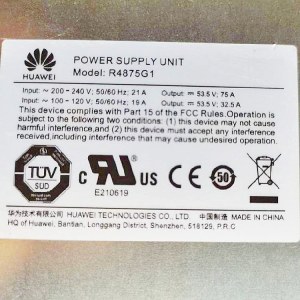 POWER SUPPLY UNIT
HUAWEI Model: R4875G1
Input: ~ 200 - 240 V; 50/60 Hz; 21 A Output: ⎓ 53.5V; 75 A
Input: ~ 100 - 120 V; 50/60 Hz; 19 A Output: ⎓ 53.5V; 32.5 A
This device complies with Part 15 of the FCC Rules.Operation is
subject to the following two conditions: (1) this device may not cause
harmful interference, and (2) this device must accept any interference
received, including interference that may cause undesired operation.
TÜV
SÜD
C RU US
E210619
50
华为技术有限公司 HUAWEI TECHNOLOGIES CO., LTD. 中国制造 MADE IN CHINA
HQ of Huawei, Bantian, Longgang District, Shenzhen, 518129, P.R.C